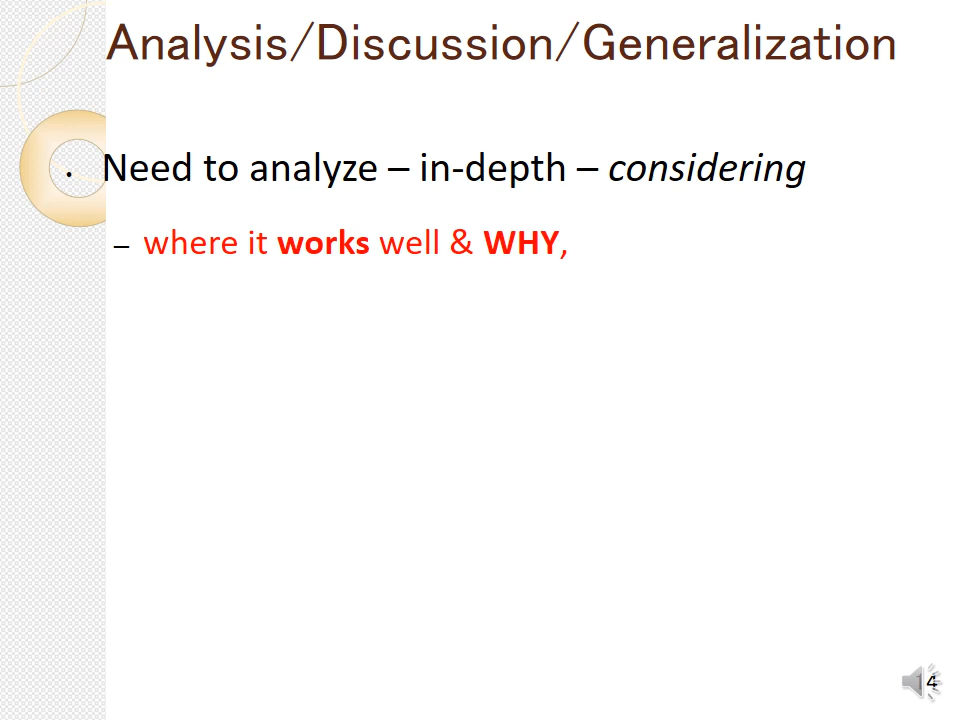 Analysis/Discussion/Generalization
• Need to analyze – in-depth – considering
– where it works well & WHY,
4